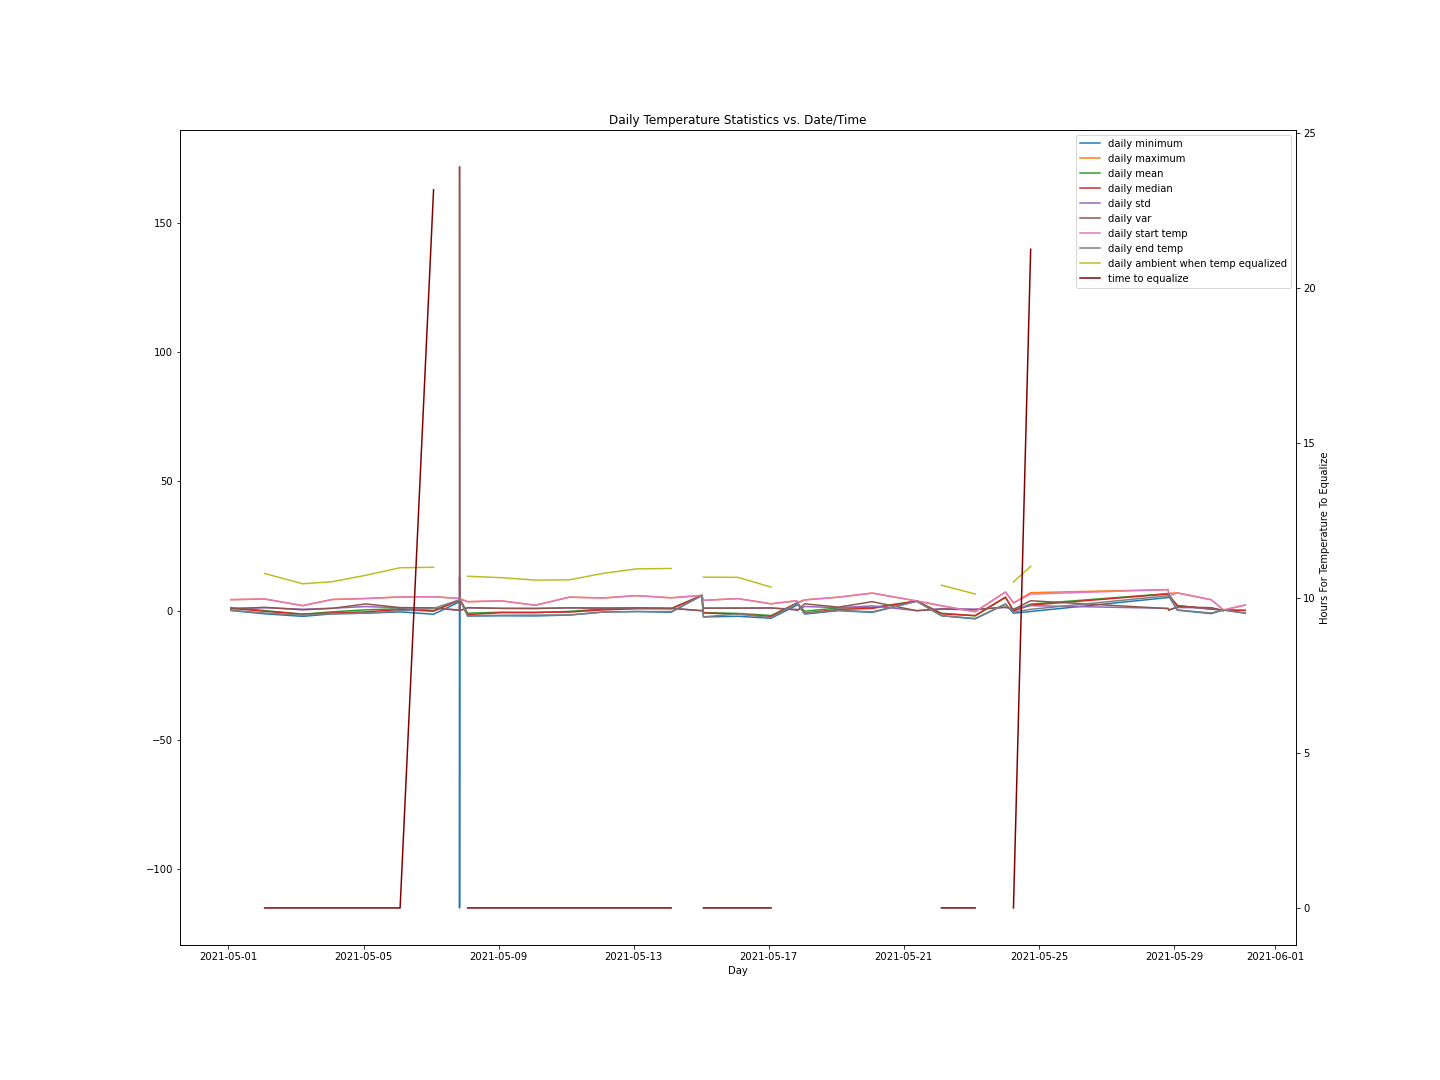 Daily Temperature Statistics vs. Date/Time
daily minimum
daily maximum
daily mean
daily median
daily std
daily var
daily start temp
daily end temp
daily ambient when temp equalized
time to equalize
150
100
50
0
−50
−100
25
20
15
10
5
0
Hours For Temperature To Equalize
2021-05-01 2021-05-05 2021-05-09 2021-05-13 2021-05-17 2021-05-21 2021-05-25 2021-05-29 2021-06-01
Day